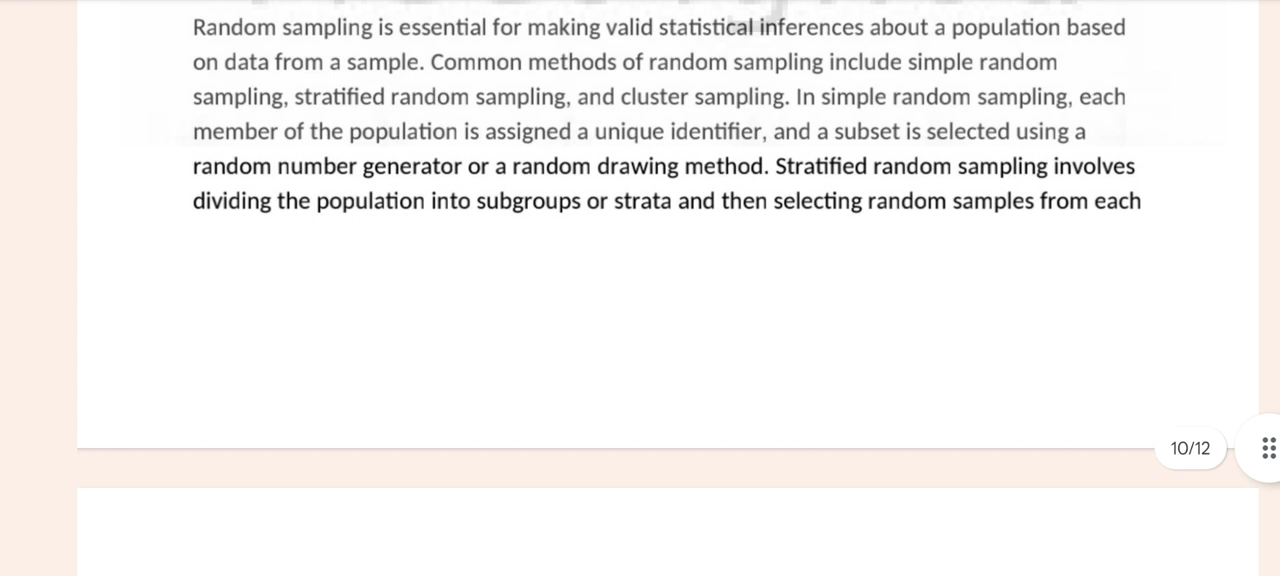 Random sampling is essential for making valid statistical inferences about a population based
on data from a sample. Common methods of random sampling include simple random
sampling, stratified random sampling, and cluster sampling. In simple random sampling, each
member of the population is assigned a unique identifier, and a subset is selected using a
random number generator or a random drawing method. Stratified random sampling involves
dividing the population into subgroups or strata and then selecting random samples from each
10/12